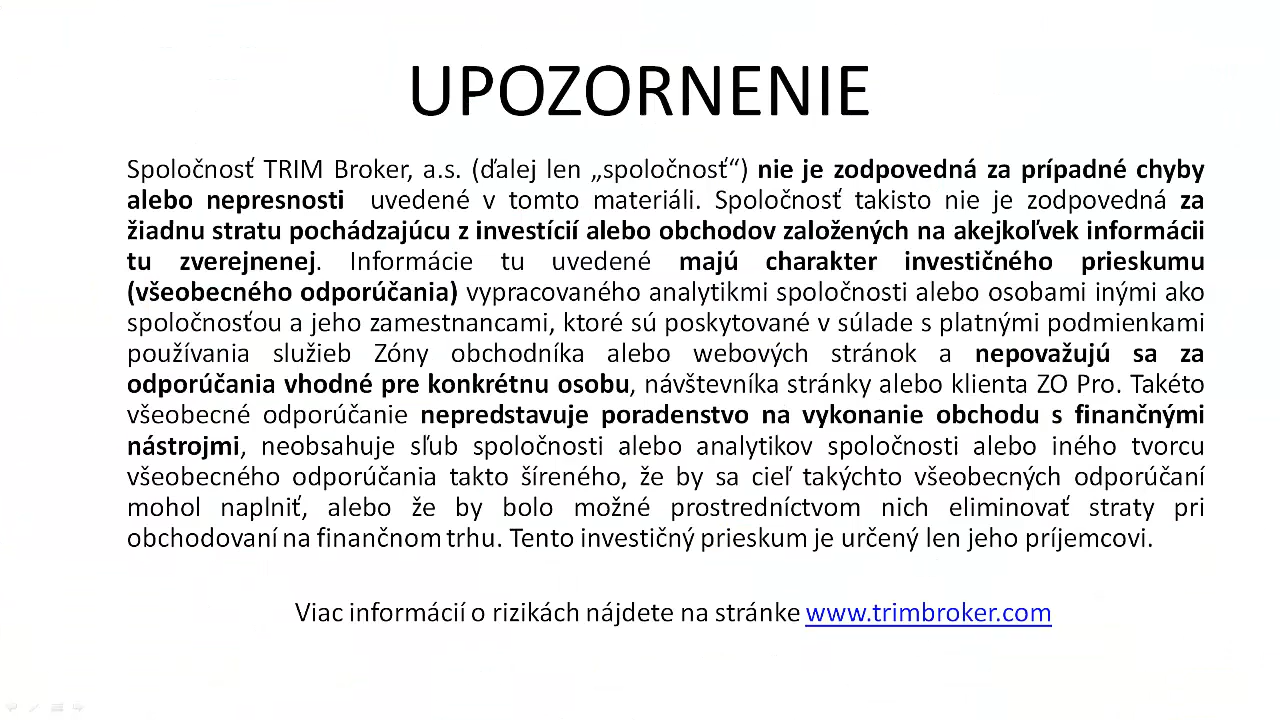 UPOZORNENIE
Spoločnosť TRIM Broker, a.s. (ďalej len „spoločnosť“) nie je zodpovedná za prípadné chyby
alebo nepresnosti uvedené v tomto materiáli. Spoločnosť takisto nie je zodpovedná za
žiadnu stratu pochádzajúcu z investícií alebo obchodov založených na akejkoľvek informácii
tu zverejnenej. Informácie tu uvedené majú charakter investičného prieskumu
(všeobecného odporúčania) vypracovaného analytikmi spoločnosti alebo osobami inými ako
spoločnosťou a jeho zamestnancami, ktoré sú poskytované v súlade s platnými podmienkami
používania služieb Zóny obchodníka alebo webových stránok a nepovažujú sa za
odporúčania vhodné pre konkrétnu osobu, návštevníka stránky alebo klienta ZO Pro. Takéto
všeobecné odporúčanie nepredstavuje poradenstvo na vykonanie obchodu s finančnými
nástrojmi, neobsahuje sľub spoločnosti alebo analytikov spoločnosti alebo iného tvorcu
všeobecného odporúčania takto šíreného, že by sa cieľ takýchto všeobecných odporúčaní
mohol naplniť, alebo že by bolo možné prostredníctvom nich eliminovať straty pri
obchodovaní na finančnom trhu. Tento investičný prieskum je určený len jeho príjemcovi.
Viac informácií o rizikách nájdete na stránke www.trimbroker.com